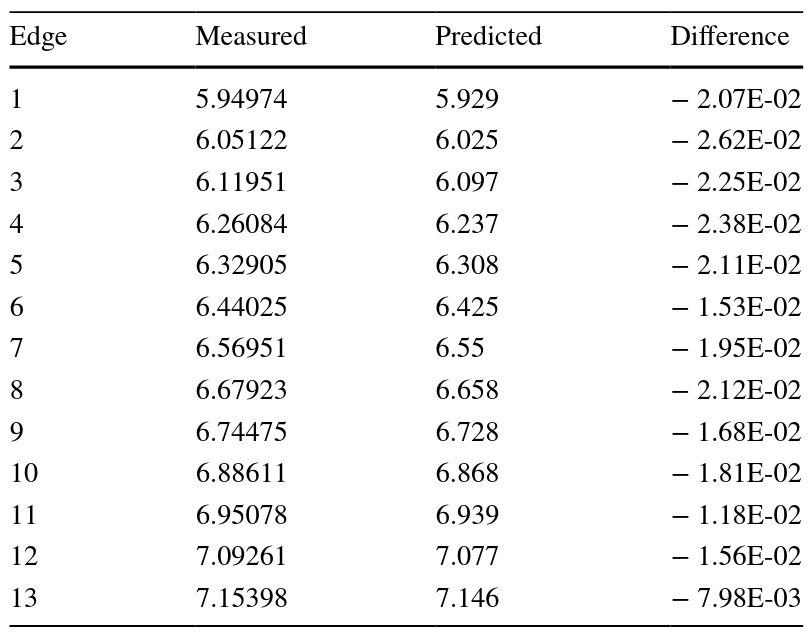 Edge Measured Predicted Difference
1 5.94974 5.929 − 2.07E-02
2 6.05122 6.025 − 2.62E-02
3 6.11951 6.097 − 2.25E-02
4 6.26084 6.237 − 2.38E-02
5 6.32905 6.308 − 2.11E-02
6 6.44025 6.425 − 1.53E-02
7 6.56951 6.55 − 1.95E-02
8 6.67923 6.658 − 2.12E-02
9 6.74475 6.728 − 1.68E-02
10 6.88611 6.868 − 1.81E-02
11 6.95078 6.939 − 1.18E-02
12 7.09261 7.077 − 1.56E-02
13 7.15398 7.146 − 7.98E-03